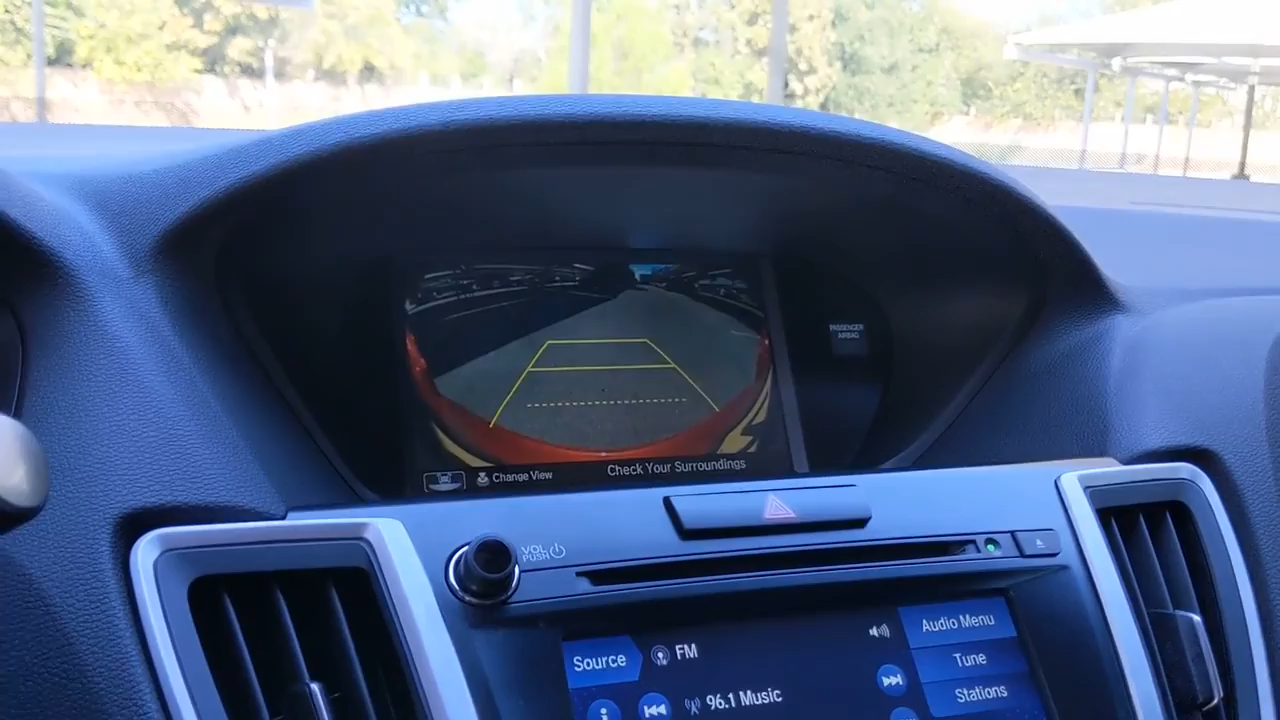 PASSENGER
AIRBAG
Change View
Check Your Surroundings
VOL
PUSH
Source
FM
Audio Menu
Tune
96.1 Music
Stations